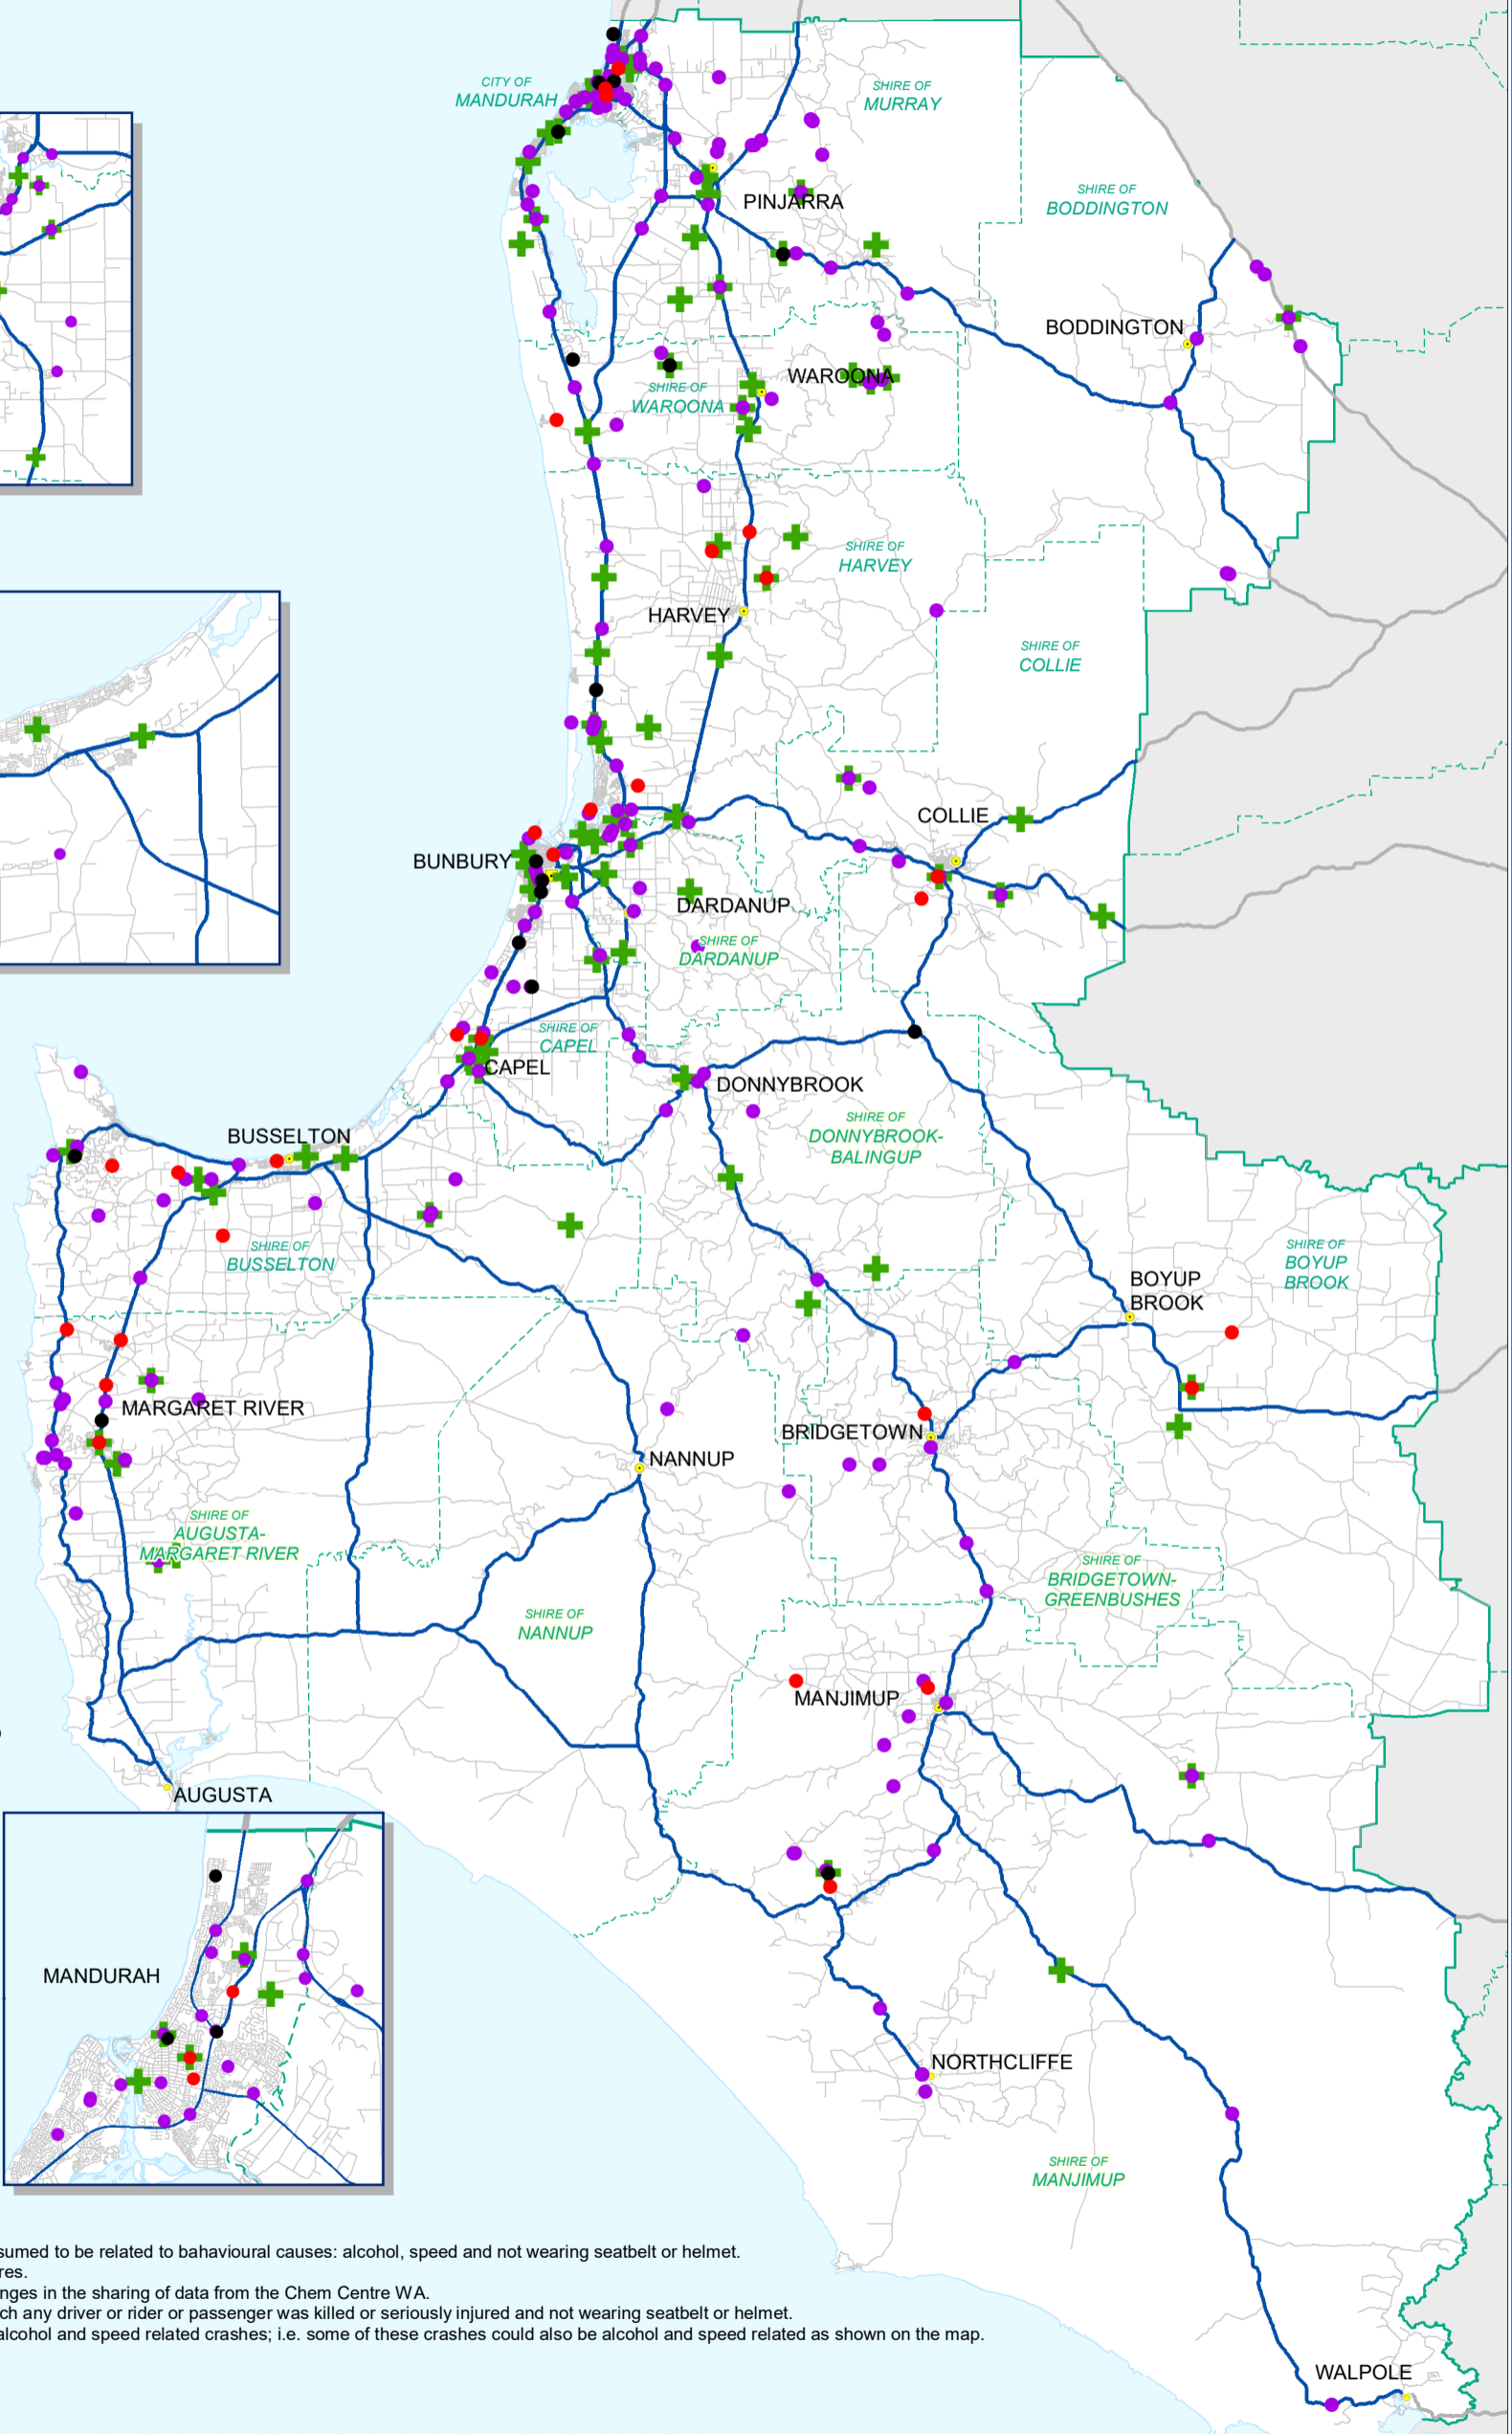 CITY OF
MANDURAH
SHIRE OF
MURRAY
PINJARRA
SHIRE OF
BODDINGTON
BODDINGTON
WAROONA
SHIRE OF
WAROONA
SHIRE OF
HARVEY
HARVEY
SHIRE OF
COLLIE
COLLIE
BUNBURY
DARDANUP
SHIRE OF
DARDANUP
SHIRE OF
CAPEL
CAPEL
DONNYBROOK
SHIRE OF
DONNYBROOK-
BALINGUP
BUSSELTON
SHIRE OF
BUSSELTON
SHIRE OF
BOYUP
BROOK
BOYUP
BROOK
MARGARET RIVER
BRIDGETOWN
NANNUP
SHIRE OF
AUGUSTA-
MARGARET RIVER
SHIRE OF
BRIDGETOWN-
GREENBUSHES
SHIRE OF
NANNUP
MANJIMUP
AUGUSTA
MANDURAH
NORTHCLIFFE
SHIRE OF
MANJIMUP
sumed to be related to bahavioural causes: alcohol, speed and not wearing seatbelt or helmet.
res.
nges in the sharing of data from the Chem Centre WA.
ch any driver or rider or passenger was killed or seriously injured and not wearing seatbelt or helmet.
alcohol and speed related crashes; i.e. some of these crashes could also be alcohol and speed related as shown on the map.
WALPOLE